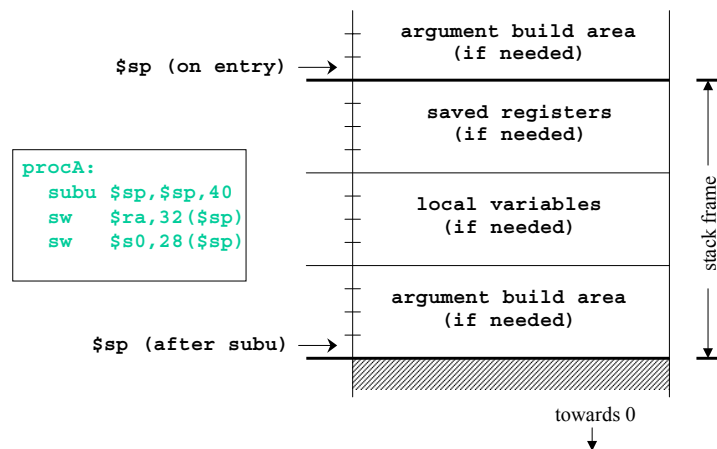 argument build area
(if needed)
$sp (on entry)
saved registers
(if needed)
procA:
subu $sp,$sp,40
sw $ra,32($sp)
sw $s0,28($sp)
local variables
(if needed)
stack frame
argument build area
(if needed)
$sp (after subu)
towards 0